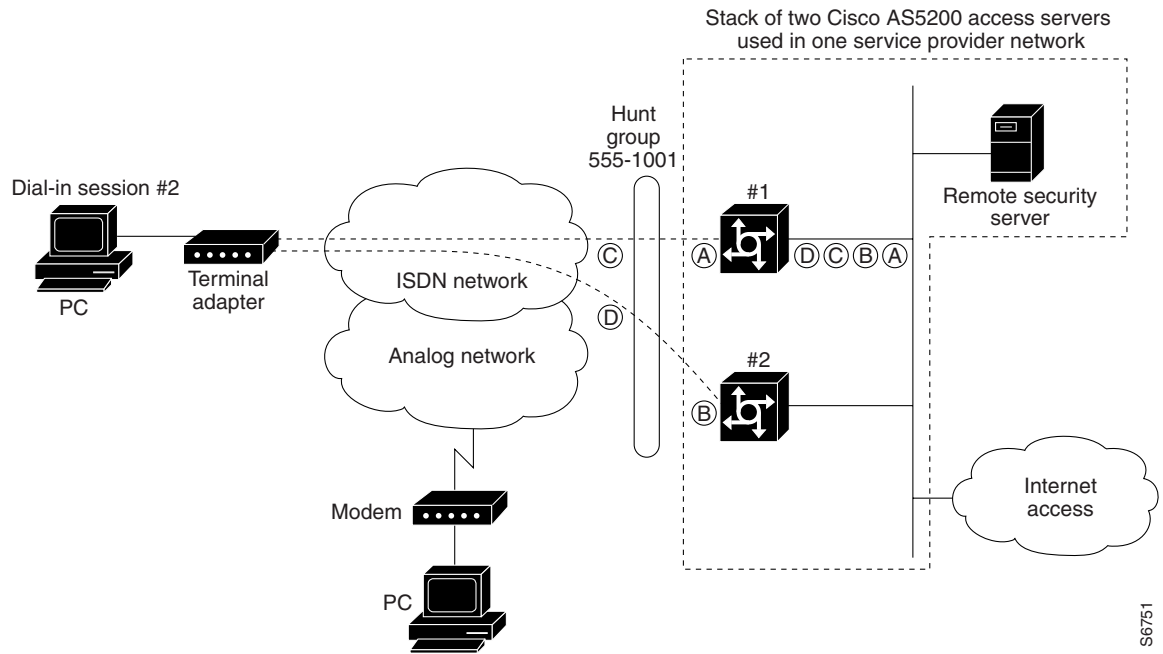 Stack of two Cisco AS5200 access servers
used in one service provider network
Hunt
group
555-1001
Dial-in session #2
#1
Remote security
server
C
A
D C B A
ISDN network
Terminal
adapter
PC
D
Analog network
#2
B
Internet
access
Modem
PC
S6751